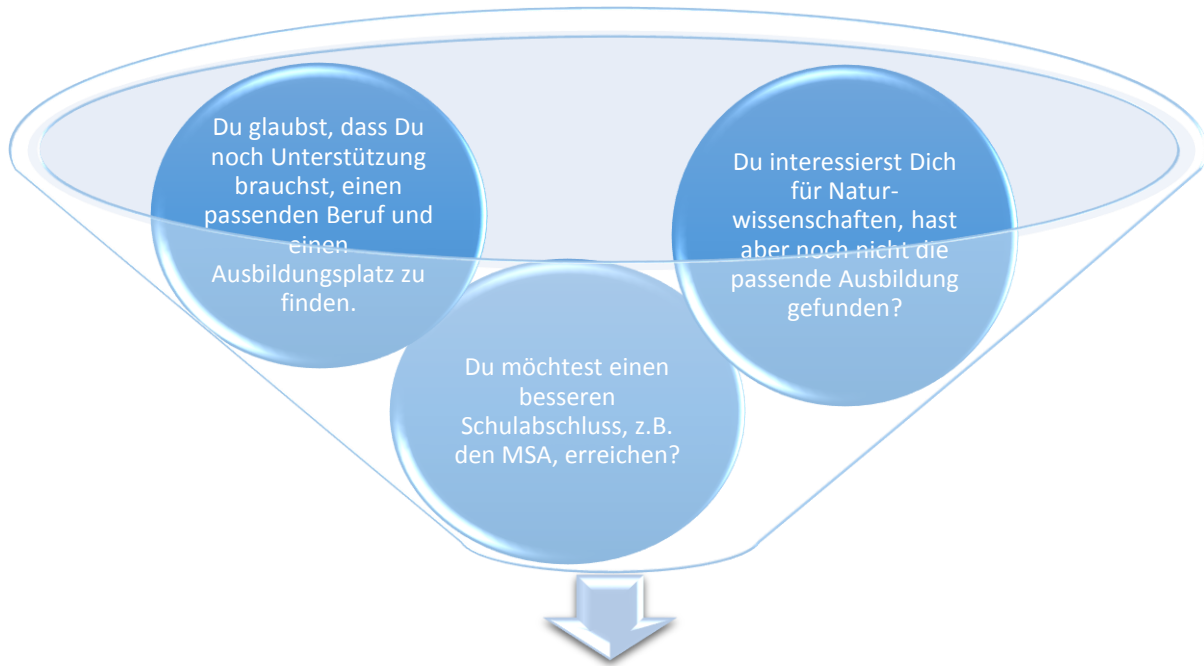 Du glaubst, dass Du
noch Unterstützung
brauchst, einen
passenden Beruf und
einen
Ausbildungsplatz zu
finden.
Du interessierst Dich
für Natur-
wissenschaften, hast
aber noch nicht die
passende Ausbildung
gefunden?
Du möchtest einen
besseren
Schulabschluss, z.B.
den MSA, erreichen?